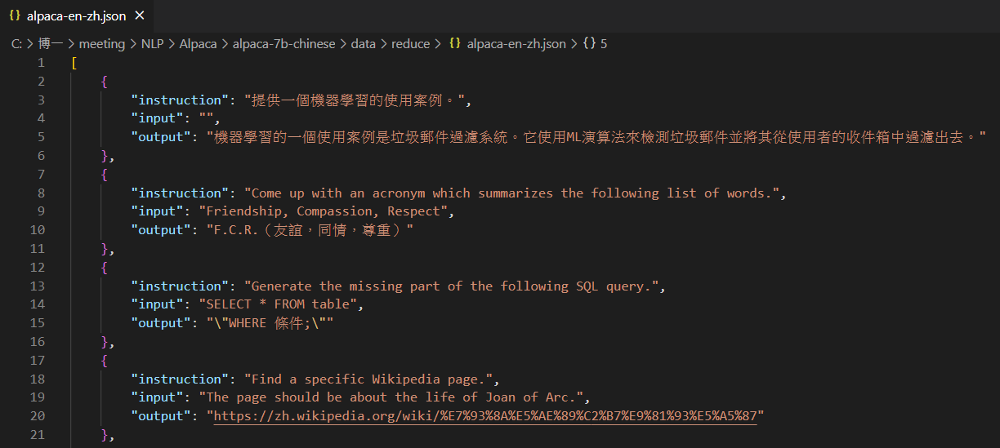 {} alpaca-en-zh.json ×
C: > 博一 > meeting > NLP > Alpaca > alpaca-7b-chinese > data > reduce > {} alpaca-en-zh.json > {} 5
1 [
2 {
3 "instruction": "提供一個機器學習的使用案例。",
4 "input": "",
5 "output": "機器學習的一個使用案例是垃圾郵件過濾系統。它使用ML演算法來檢測垃圾郵件並將其從使用者的收件箱中過濾出去。"
6 },
7 {
8 "instruction": "Come up with an acronym which summarizes the following list of words.",
9 "input": "Friendship, Compassion, Respect",
10 "output": "F.C.R.（友誼，同情，尊重）"
11 },
12 {
13 "instruction": "Generate the missing part of the following SQL query.",
14 "input": "SELECT * FROM table",
15 "output": "\"WHERE 條件;\""
16 },
17 {
18 "instruction": "Find a specific Wikipedia page.",
19 "input": "The page should be about the life of Joan of Arc.",
20 "output": "https://zh.wikipedia.org/wiki/%E7%93%8A%E5%AE%89%C2%B7%E9%81%93%E5%A5%87"
21 },